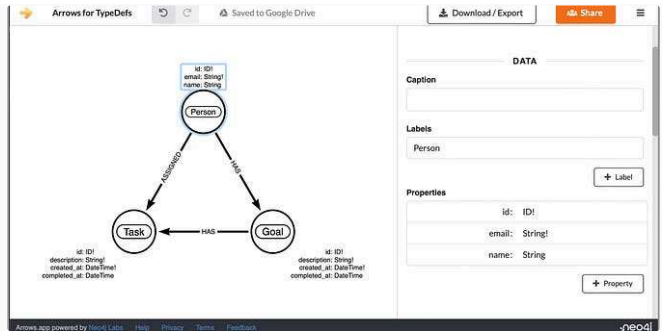 Arrows for TypeDefs
Saved to Google Drive
Download / Export
Share
id: ID!
email: String!
name: String
Person
ASSIGNED
HAS
Task
HAS
Goal
id: ID!
description: String!
created_at: DateTime!
completed_at: DateTime
id: ID!
description: String!
created_at: DateTime!
completed_at: DateTime
DATA
Caption
Labels
Person
+ Label
Properties
id: ID!
email: String!
name: String
+ Property
Arrows.app powered by Neo4j Labs Help Privacy Terms Feedback
neo4j